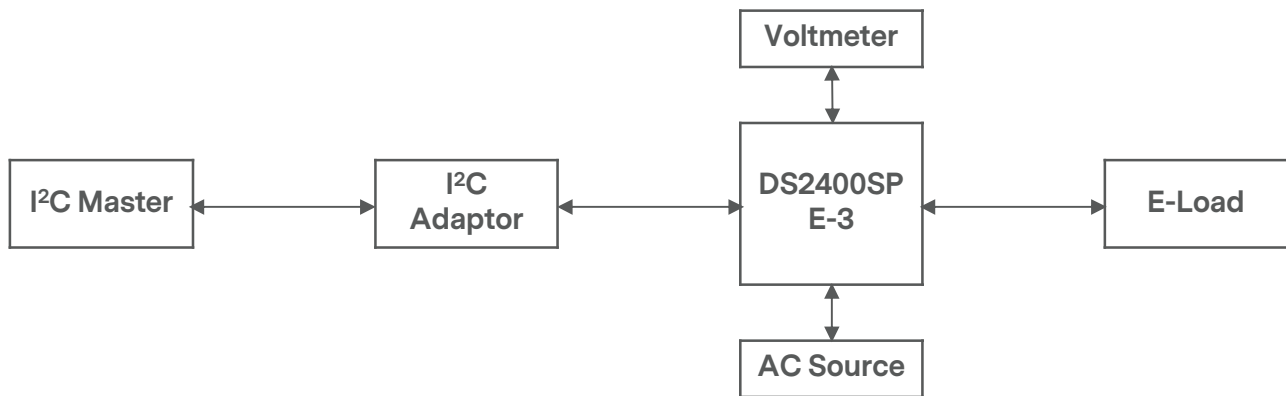 Voltmeter
I²C Master
I²C
Adaptor
DS2400SP
E-3
E-Load
AC Source